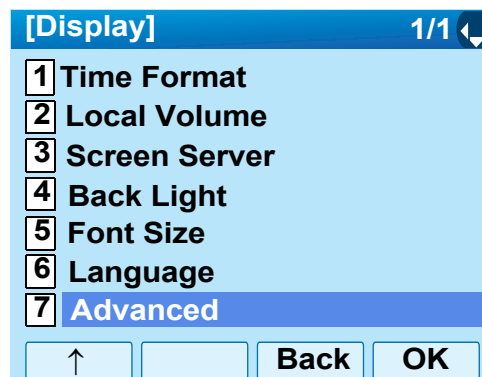 [Display] 1/1
1 Time Format
2 Local Volume
3 Screen Server
4 Back Light
5 Font Size
6 Language
7 Advanced
↑ Back OK